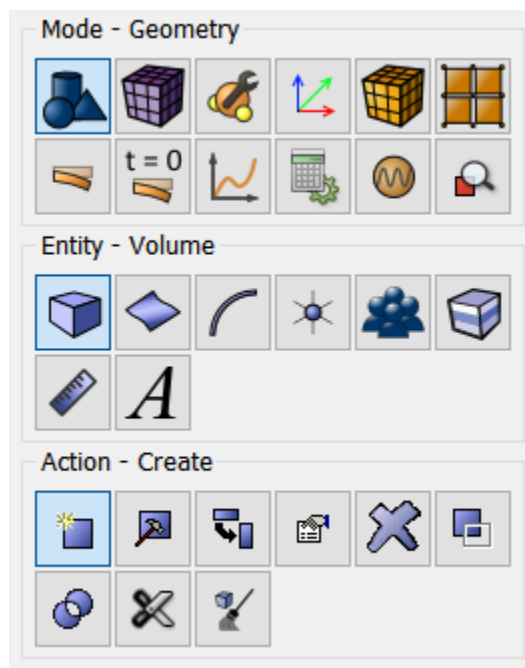 Mode - Geometry
t = 0
Entity - Volume
A
Action - Create